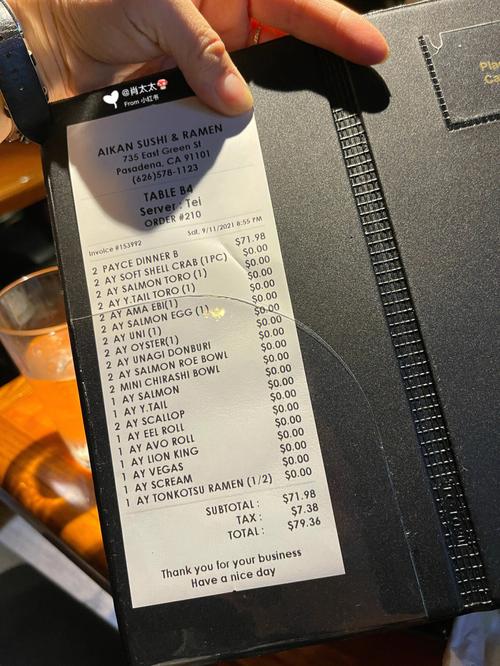 @肖太太🍄
From 小红书
AIKAN SUSHI & RAMEN
735 East Green St
Pasadena, CA 91101
(626)578-1123
TABLE B4
Server : Tei
ORDER #210
Invoice #153992 Sat, 9/11/2021 8:55 PM
2 PAYCE DINNER B $71.98
2 AY SOFT SHELL CRAB (1PC) $0.00
2 AY SALMON TORO (1) $0.00
2 AY Y.TAIL TORO (1) $0.00
2 AY AMA EBI(1) $0.00
2 AY SALMON EGG (1) $0.00
2 AY UNI (1) $0.00
2 AY OYSTER(1) $0.00
2 AY UNAGI DONBURI $0.00
2 AY SALMON ROE BOWL $0.00
2 MINI CHIRASHI BOWL $0.00
1 AY SALMON $0.00
1 AY Y.TAIL $0.00
2 AY SCALLOP $0.00
1 AY EEL ROLL $0.00
1 AY AVO ROLL $0.00
1 AY LION KING $0.00
1 AY VEGAS $0.00
1 AY SCREAM $0.00
1 AY TONKOTSU RAMEN (1/2) $0.00
SUBTOTAL : $71.98
TAX : $7.38
TOTAL : $79.36
Thank you for your business
Have a nice day